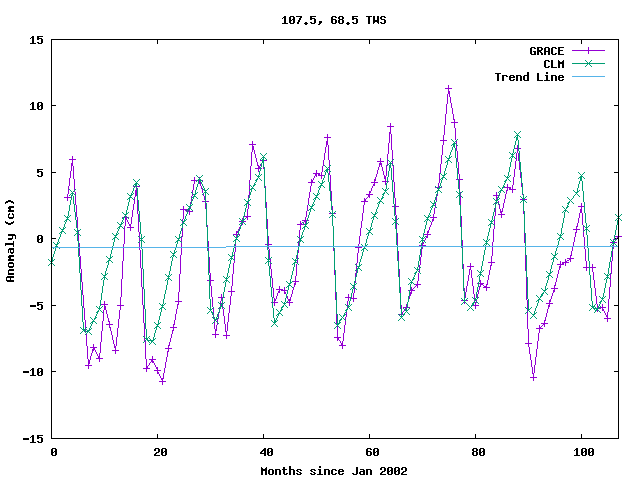 107.5, 68.5 TWS
GRACE
CLM
Trend Line
15
10
5
0
-5
-10
-15
Anomaly (cm)
0 20 40 60 80 100
Months since Jan 2002